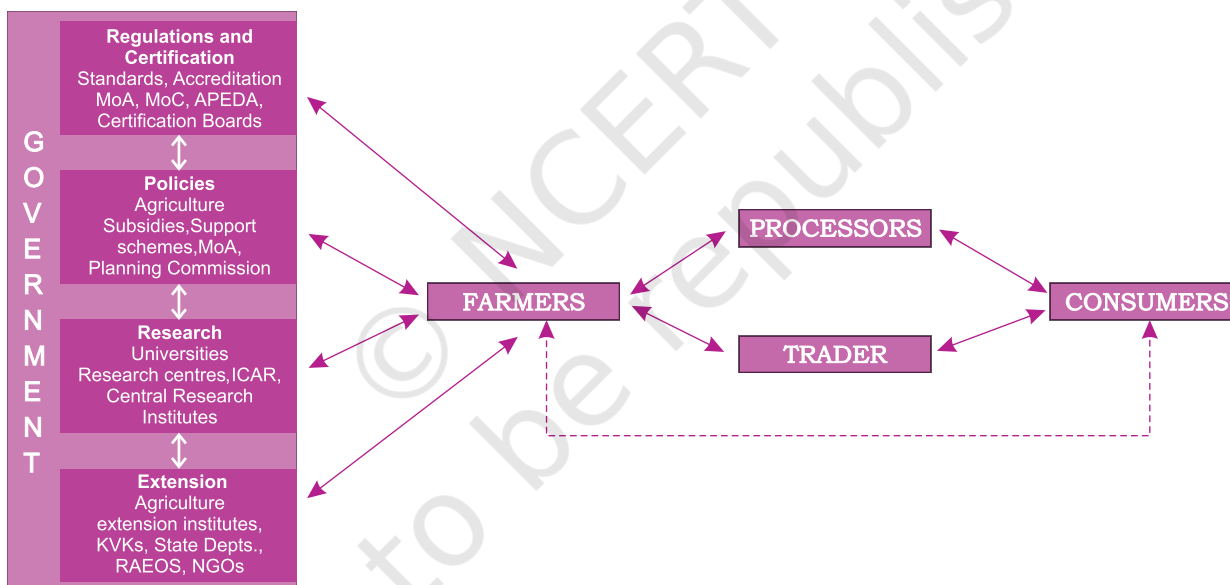 GOVERNMENT
Regulations and
Certification
Standards, Accreditation
MoA, MoC, APEDA,
Certification Boards
Policies
Agriculture
Subsidies,Support
schemes,MoA,
Planning Commission
Research
Universities
Research centres,ICAR,
Central Research
Institutes
Extension
Agriculture
extension institutes,
KVKs, State Depts.,
RAEOS, NGOs
FARMERS
PROCESSORS
TRADER
CONSUMERS
© NCERT
to be republis